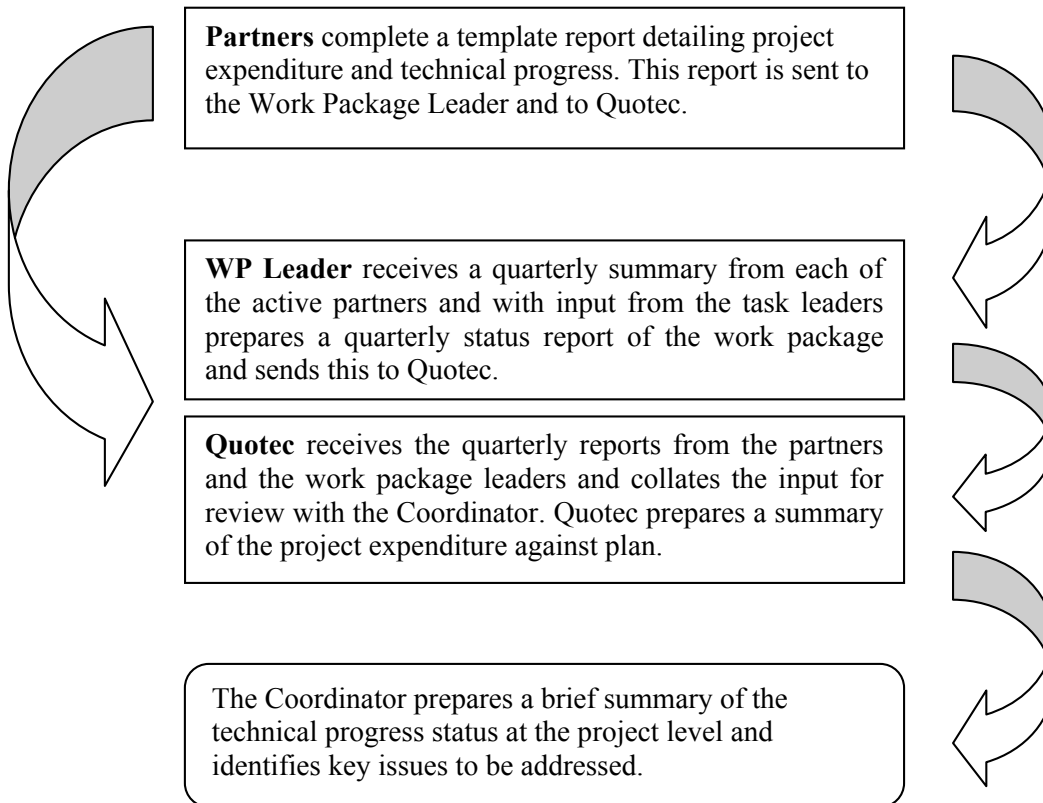 Partners complete a template report detailing project
expenditure and technical progress. This report is sent to
the Work Package Leader and to Quotec.
WP Leader receives a quarterly summary from each of
the active partners and with input from the task leaders
prepares a quarterly status report of the work package
and sends this to Quotec.
Quotec receives the quarterly reports from the partners
and the work package leaders and collates the input for
review with the Coordinator. Quotec prepares a summary
of the project expenditure against plan.
The Coordinator prepares a brief summary of the
technical progress status at the project level and
identifies key issues to be addressed.